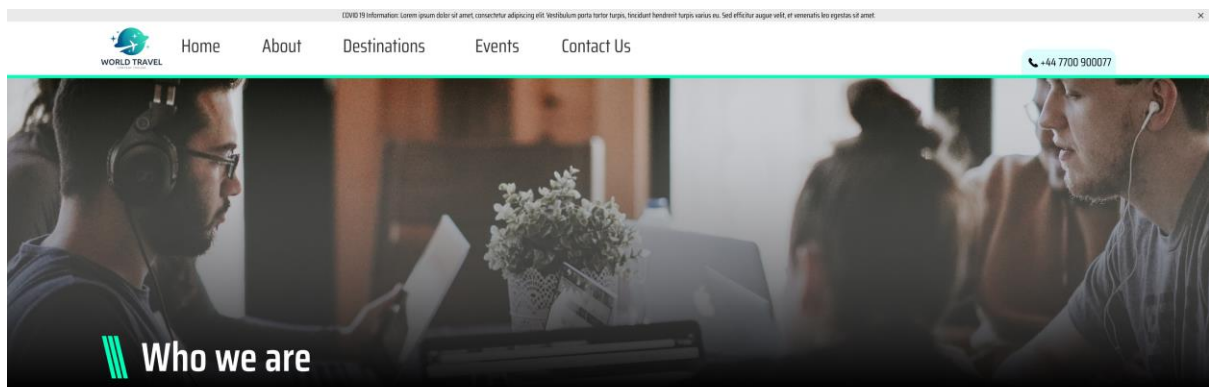 COVID 19 Information: Lorem ipsum dolor sit amet, consectetur adipiscing elit. Vestibulum porta tortor turpis, tincidunt hendrerit turpis varius eu. Sed efficitur augue velit, et venenatis leo egestas sit amet.
WORLD TRAVEL
Home About Destinations Events Contact Us
+44 7700 900077
Who we are